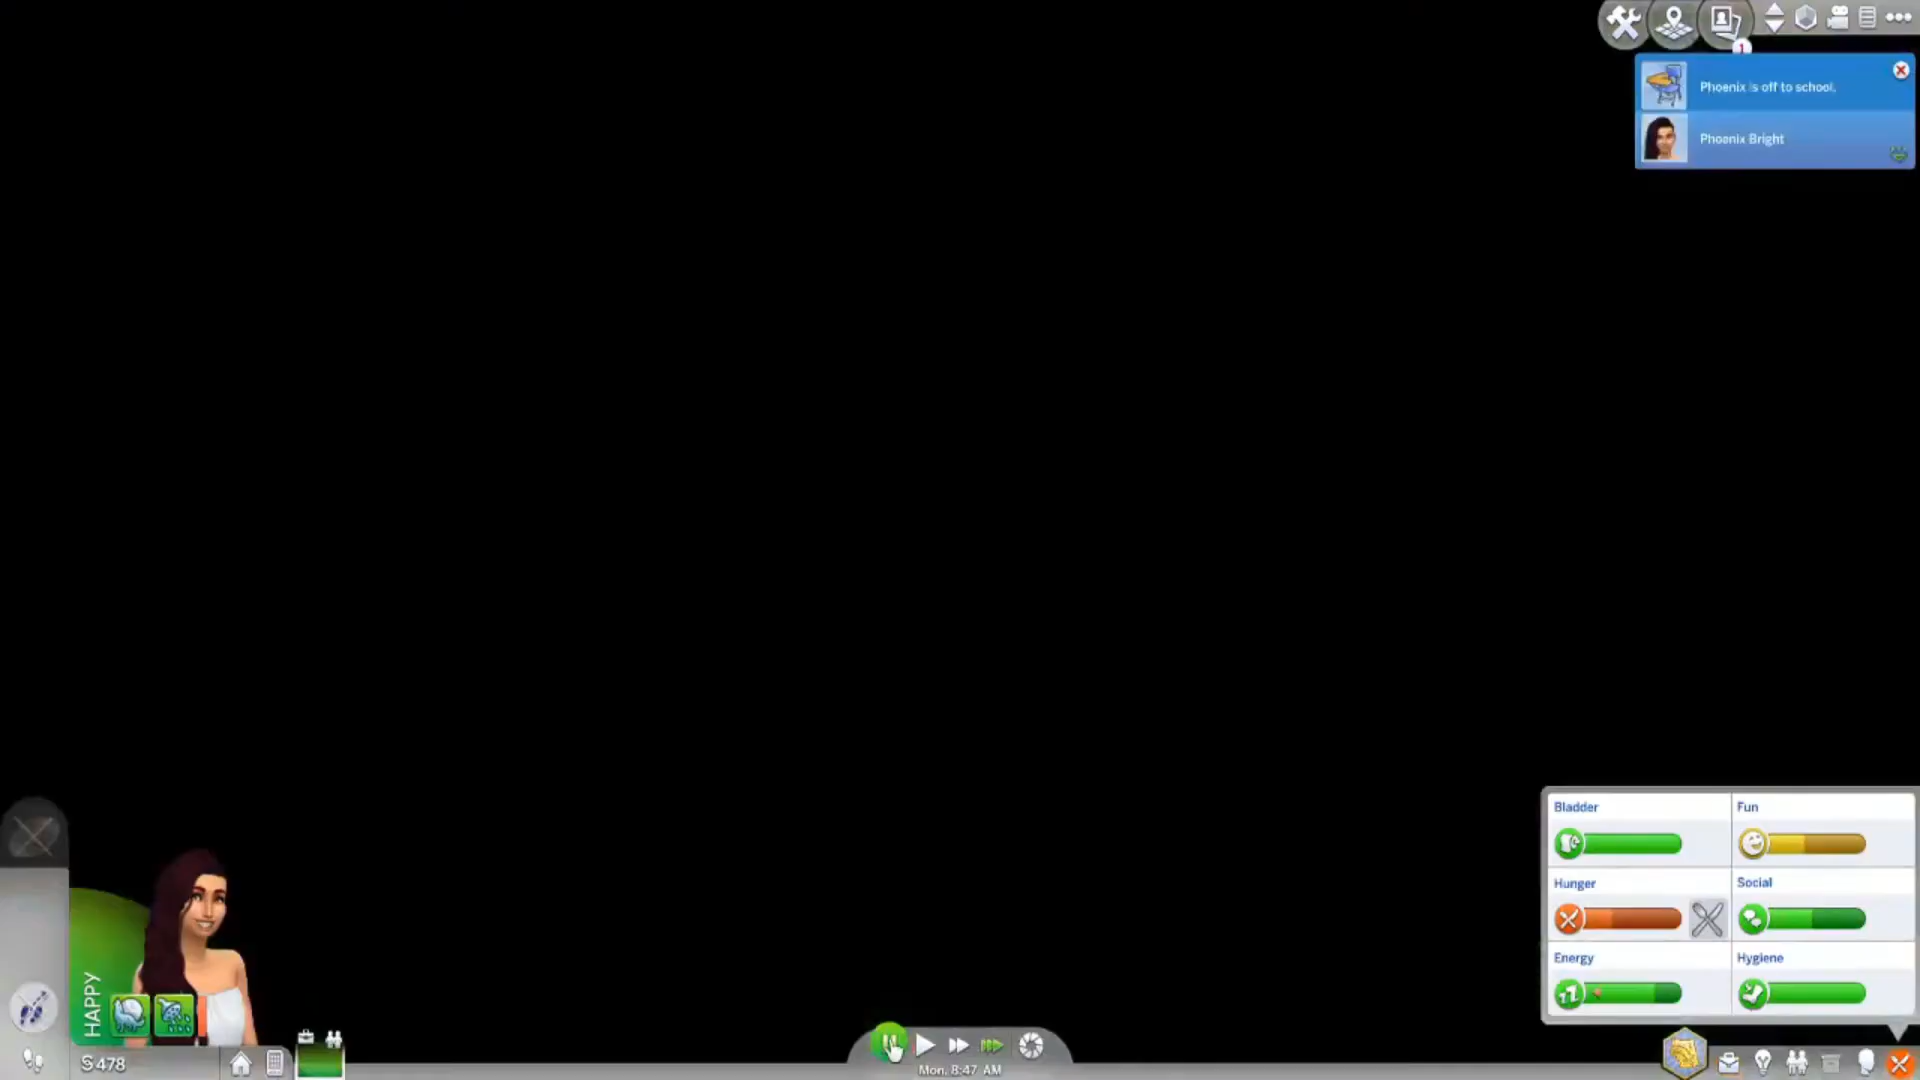 1
Phoenix is off to school.
Phoenix Bright
Bladder
Fun
Hunger
Social
Energy
Hygiene
HAPPY
§478
Mon. 8:47 AM